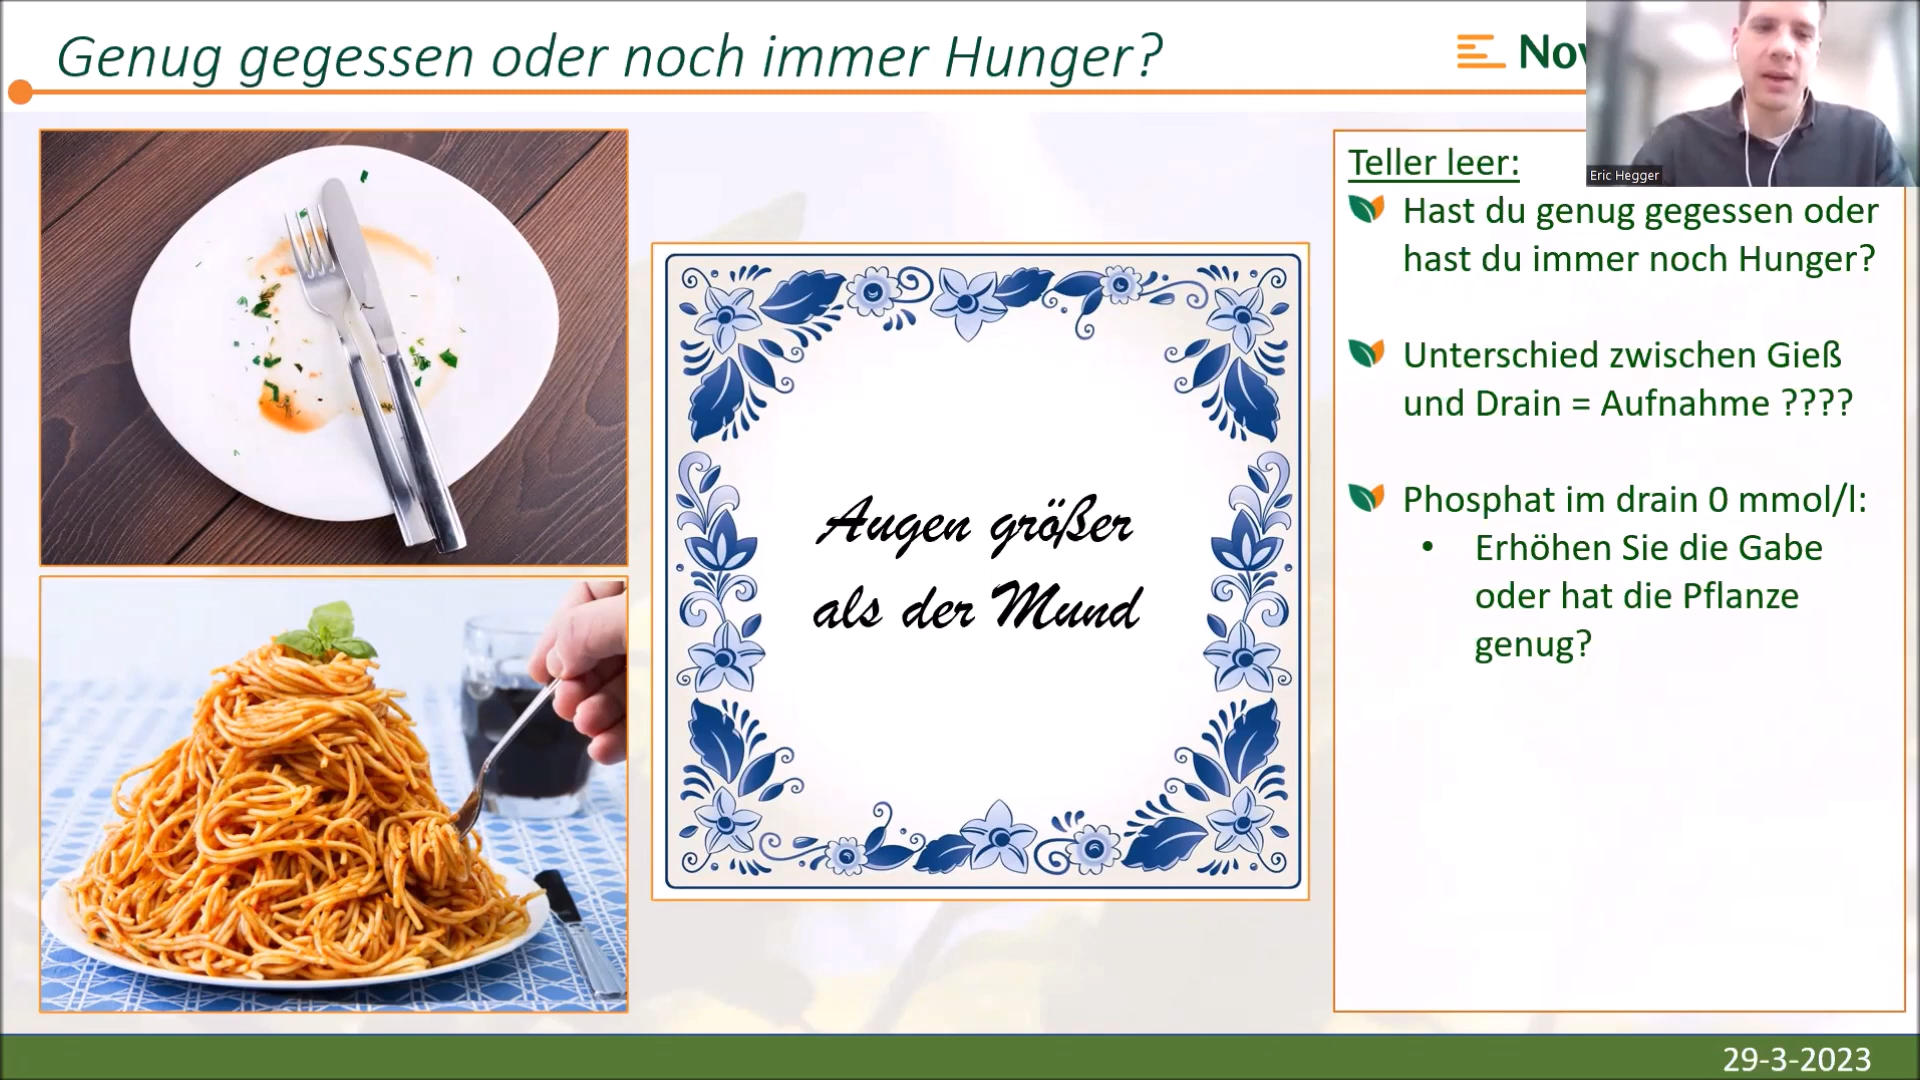 Genug gegessen oder noch immer Hunger?
Eric Hegger
Augen größer
als der Mund
Teller leer:
Hast du genug gegessen oder
hast du immer noch Hunger?
Unterschied zwischen Gieß
und Drain = Aufnahme ????
Phosphat im drain 0 mmol/l:
• Erhöhen Sie die Gabe
oder hat die Pflanze
genug?
29-3-2023